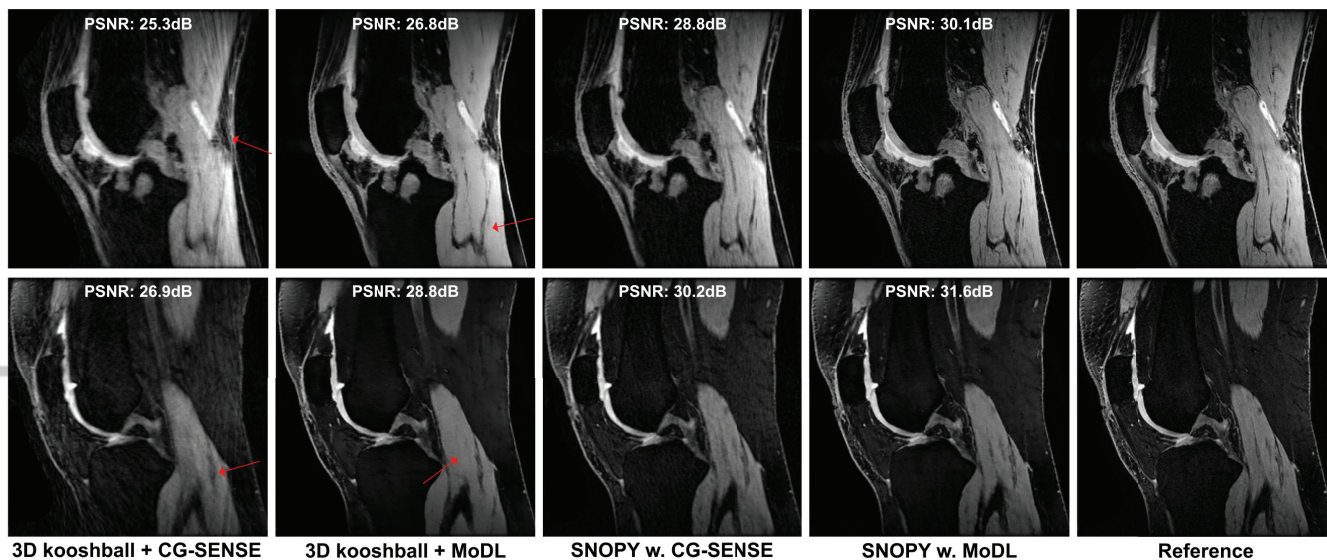 PSNR: 25.3dB
PSNR: 26.8dB
PSNR: 28.8dB
PSNR: 30.1dB
PSNR: 26.9dB
PSNR: 28.8dB
PSNR: 30.2dB
PSNR: 31.6dB
3D kooshball + CG-SENSE
3D kooshball + MoDL
SNOPY w. CG-SENSE
SNOPY w. MoDL
Reference